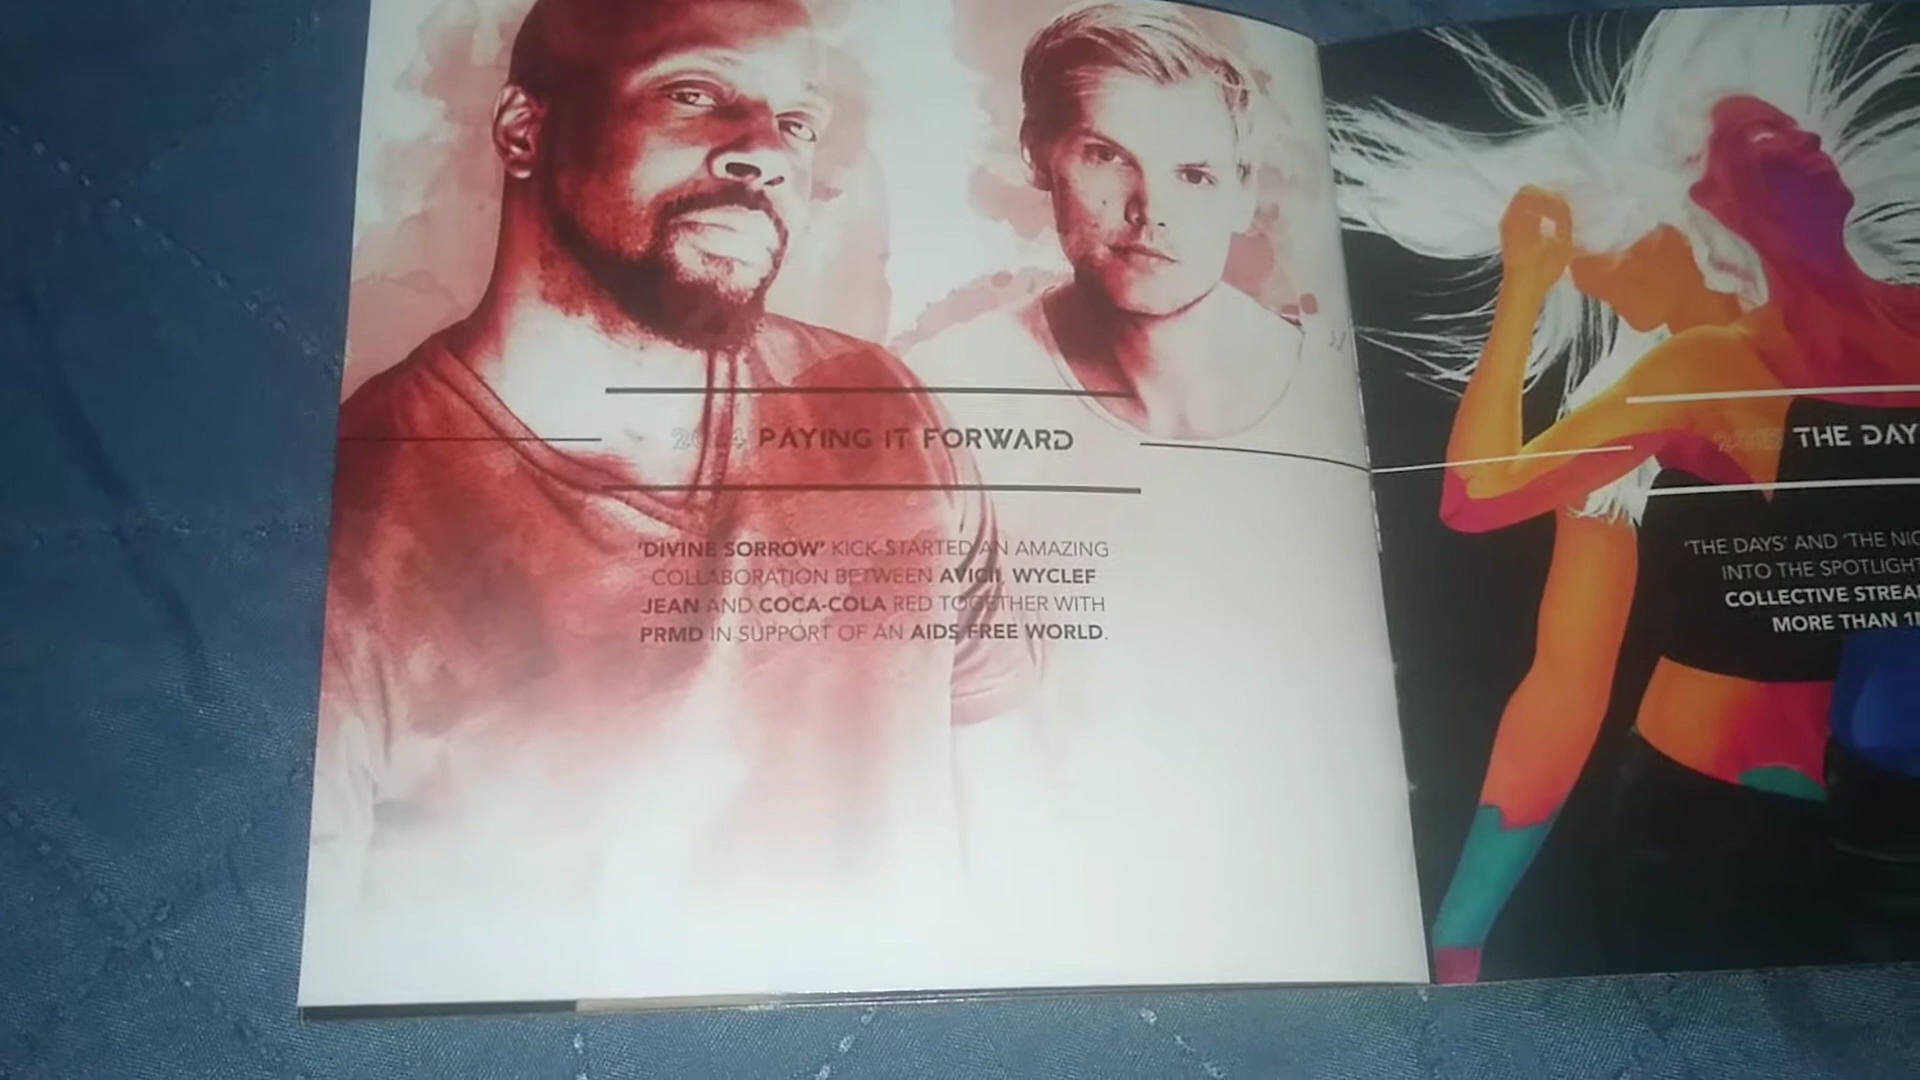 2014 PAYING IT FORWARD
'DIVINE SORROW' KICK-STARTED AN AMAZING
COLLABORATION BETWEEN AVICII, WYCLEF
JEAN AND COCA-COLA RED TOGETHER WITH
PRMD IN SUPPORT OF AN AIDS FREE WORLD.
THE DAY
'THE DAYS' AND 'THE NIG
INTO THE SPOTLIGHT
COLLECTIVE STREA
MORE THAN 1